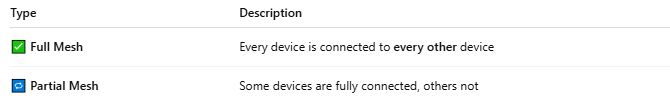 Type Description
Full Mesh Every device is connected to every other device
Partial Mesh Some devices are fully connected, others not